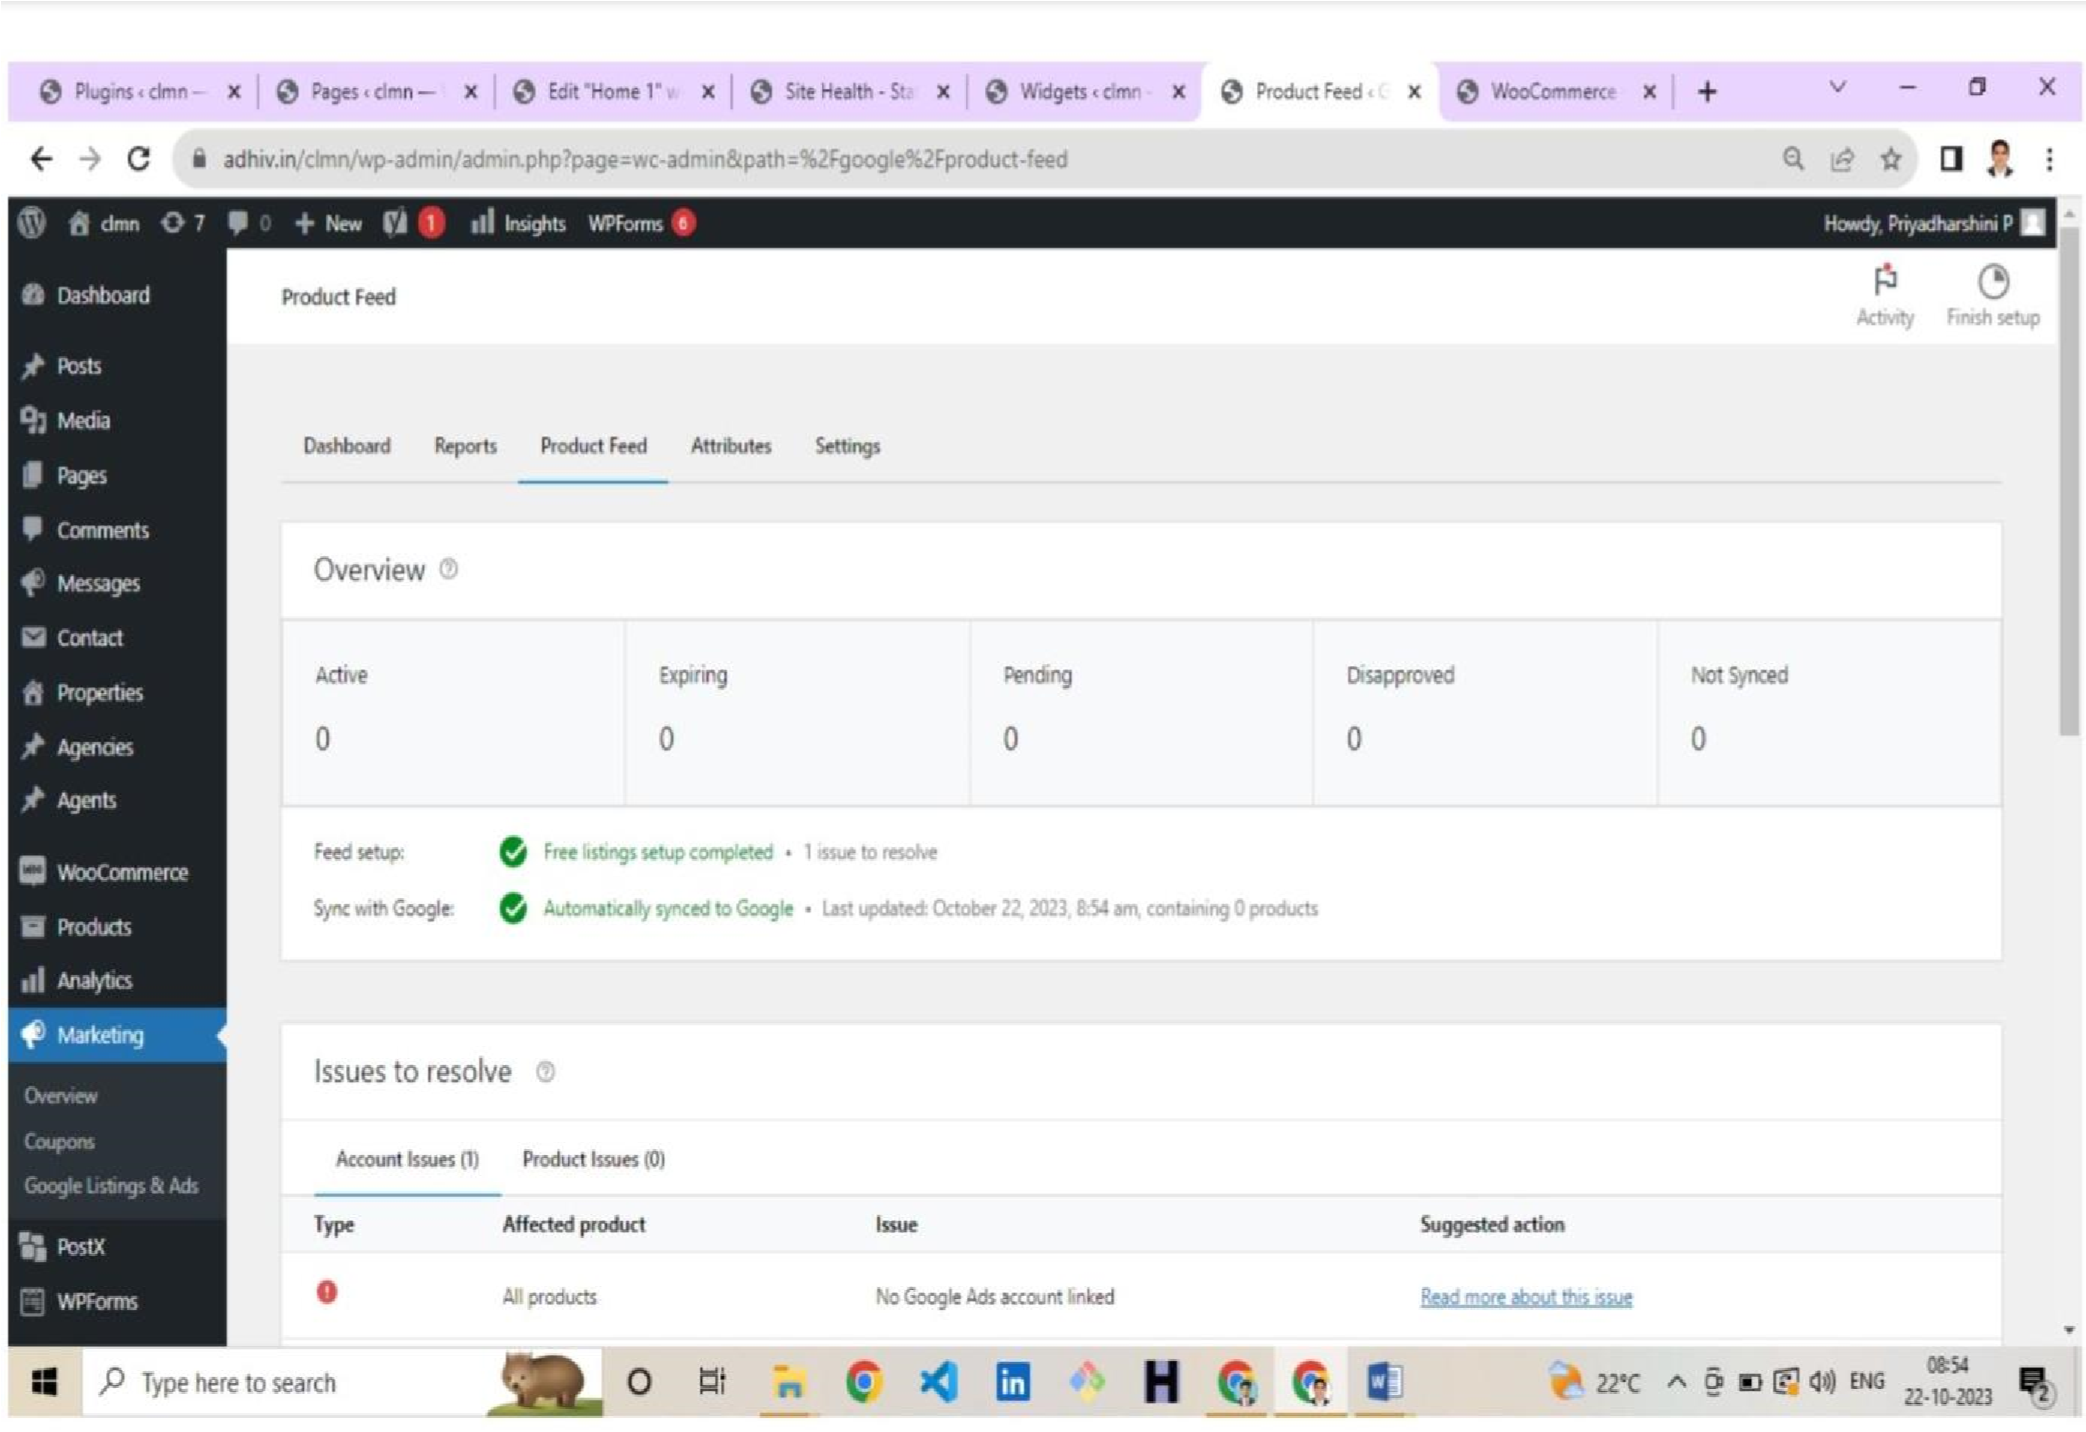 Plugins ‹ clmn —
Pages ‹ clmn —
Edit "Home 1" w
Site Health - Sta
Widgets ‹ clmn -
Product Feed ‹ G
WooCommerce
adhiv.in/clmn/wp-admin/admin.php?page=wc-admin&path=%2Fgoogle%2Fproduct-feed
clmn 7 0 + New 1 Insights WPForms 6 Howdy, Priyadharshini P
Dashboard
Posts
Media
Pages
Comments
Messages
Contact
Properties
Agencies
Agents
WooCommerce
Products
Analytics
Marketing
Overview
Coupons
Google Listings & Ads
PostX
WPForms
Product Feed
Activity Finish setup
Dashboard Reports Product Feed Attributes Settings
Overview
Active Expiring Pending Disapproved Not Synced
0 0 0 0 0
Feed setup: Free listings setup completed • 1 issue to resolve
Sync with Google: Automatically synced to Google • Last updated: October 22, 2023, 8:54 am, containing 0 products
Issues to resolve
Account Issues (1) Product Issues (0)
Type Affected product Issue Suggested action
All products No Google Ads account linked Read more about this issue
Type here to search
22°C ENG 08:54
22-10-2023
2